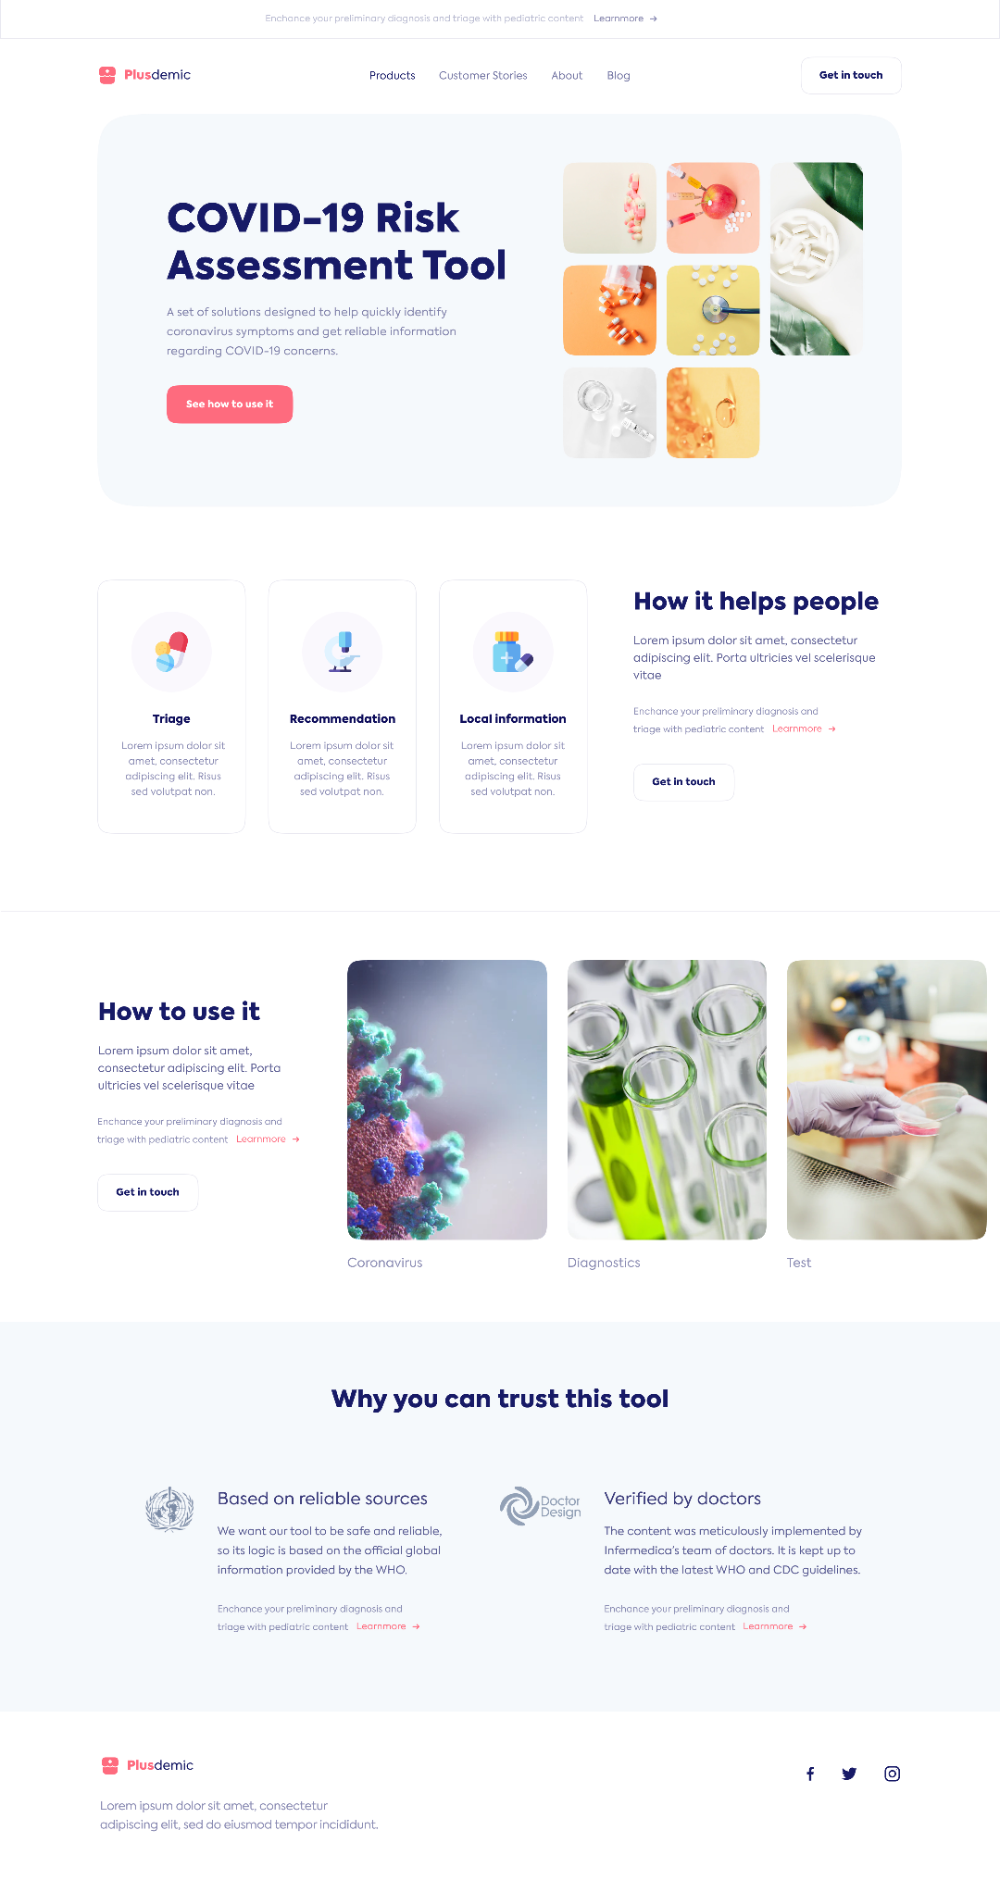 Enchance your preliminary diagnosis and triage with pediatric content Learnmore →
Plusdemic
Products Customer Stories About Blog
Get in touch
COVID-19 Risk
Assessment Tool
A set of solutions designed to help quickly identify
coronavirus symptoms and get reliable information
regarding COVID-19 concerns.
See how to use it
Triage
Lorem ipsum dolor sit
amet, consectetur
adipiscing elit. Risus
sed volutpat non.
Recommendation
Lorem ipsum dolor sit
amet, consectetur
adipiscing elit. Risus
sed volutpat non.
Local information
Lorem ipsum dolor sit
amet, consectetur
adipiscing elit. Risus
sed volutpat non.
How it helps people
Lorem ipsum dolor sit amet, consectetur
adipiscing elit. Porta ultricies vel scelerisque
vitae
Enchance your preliminary diagnosis and
triage with pediatric content Learnmore →
Get in touch
How to use it
Lorem ipsum dolor sit amet,
consectetur adipiscing elit. Porta
ultricies vel scelerisque vitae
Enchance your preliminary diagnosis and
triage with pediatric content Learnmore →
Get in touch
Coronavirus
Diagnostics
Test
Why you can trust this tool
Based on reliable sources
We want our tool to be safe and reliable,
so its logic is based on the official global
information provided by the WHO.
Enchance your preliminary diagnosis and
triage with pediatric content Learnmore →
Doctor
Design
Verified by doctors
The content was meticulously implemented by
Infermedica's team of doctors. It is kept up to
date with the latest WHO and CDC guidelines.
Enchance your preliminary diagnosis and
triage with pediatric content Learnmore →
Plusdemic
Lorem ipsum dolor sit amet, consectetur
adipiscing elit, sed do eiusmod tempor incididunt.